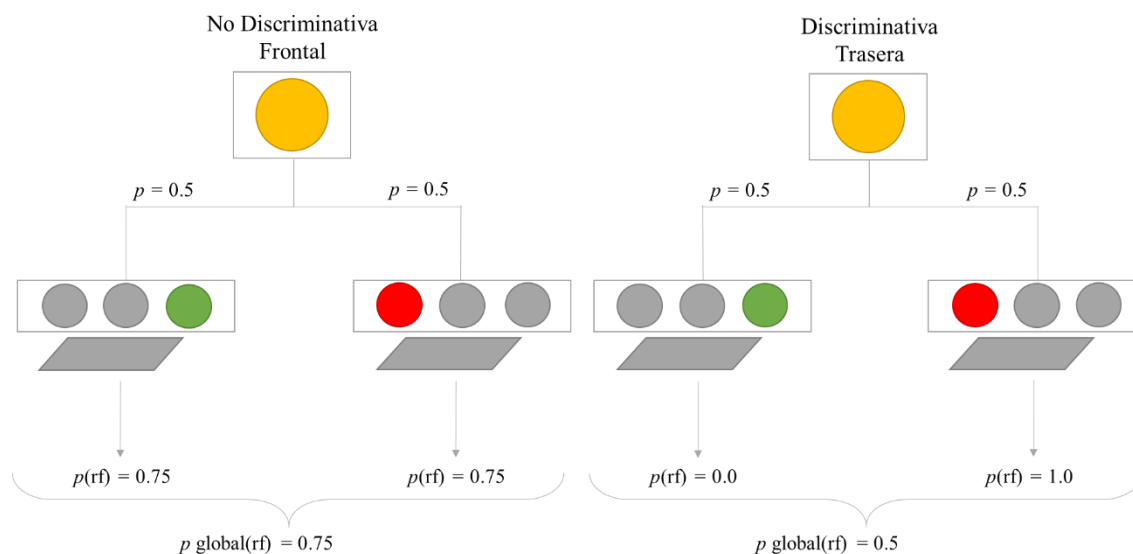 No Discriminativa
Frontal
Discriminativa
Trasera
p = 0.5
p = 0.5
p = 0.5
p = 0.5
p(rf) = 0.75
p(rf) = 0.75
p(rf) = 0.0
p(rf) = 1.0
p global(rf) = 0.75
p global(rf) = 0.5